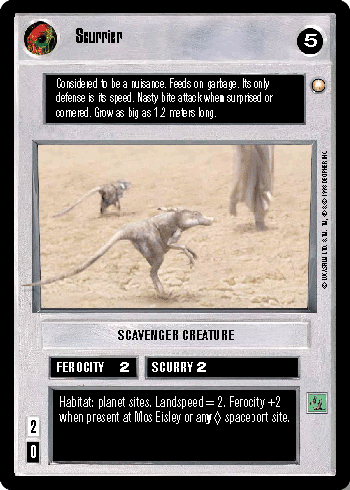 Scurrier
5
Considered to be a nuisance. Feeds on garbage. Its only
defense is its speed. Nasty bite attack when surprised or
cornered. Grow as big as 1.2 meters long.
SCAVENGER CREATURE
FEROCITY 2 SCURRY 2
Habitat: planet sites. Landspeed = 2. Ferocity +2
when present at Mos Eisley or any ◊ spaceport site.
2
0